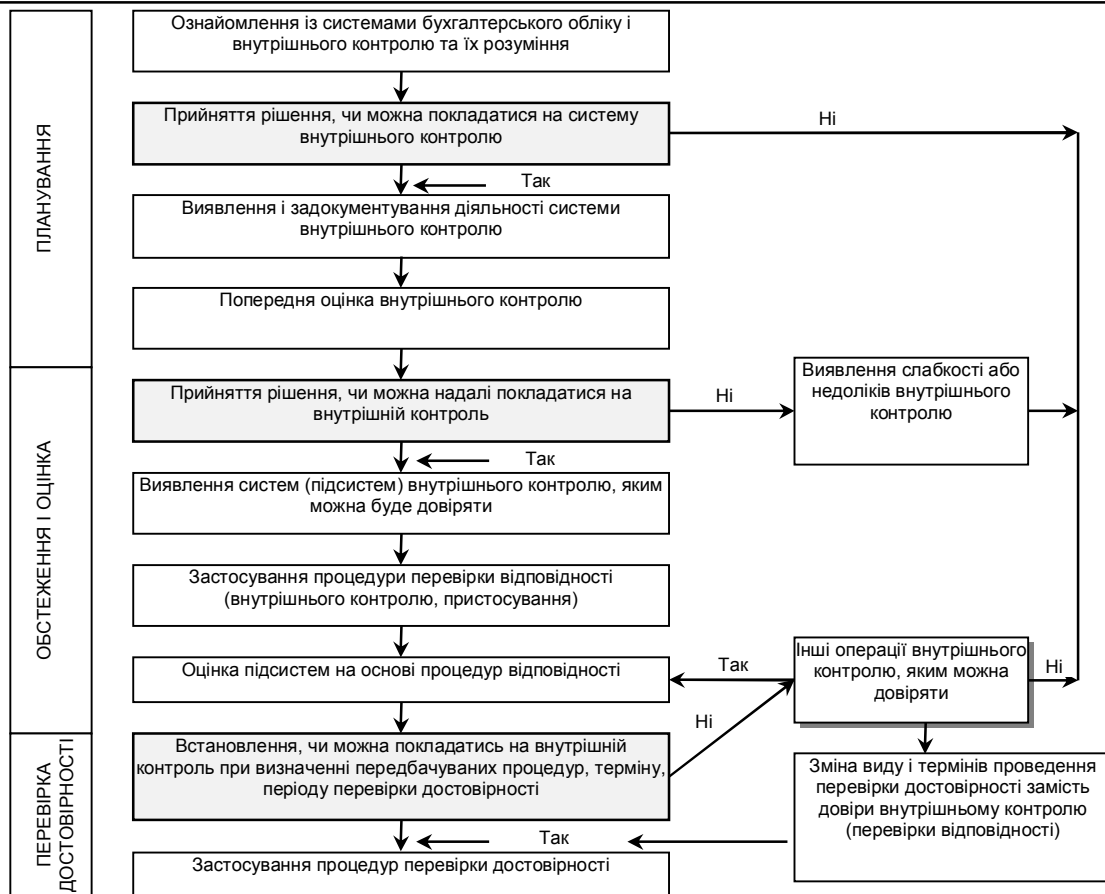 ПЛАНУВАННЯ
Ознайомлення із системами бухгалтерського обліку і
внутрішнього контролю та їх розуміння
Прийняття рішення, чи можна покладатися на систему
внутрішнього контролю
Ні
Так
Виявлення і задокументування діяльності системи
внутрішнього контролю
Попередня оцінка внутрішнього контролю
ОБСТЕЖЕННЯ І ОЦІНКА
Прийняття рішення, чи можна надалі покладатися на
внутрішній контроль
Ні
Виявлення слабкості або
недоліків внутрішнього
контролю
Так
Виявлення систем (підсистем) внутрішнього контролю, яким
можна буде довіряти
Застосування процедури перевірки відповідності
(внутрішнього контролю, пристосування)
Оцінка підсистем на основі процедур відповідності
Так
Інші операції внутрішнього
контролю, яким можна
довіряти
Ні
Ні
ПЕРЕВІРКА
ДОСТОВІРНОСТІ
Встановлення, чи можна покладатись на внутрішній
контроль при визначенні передбачуваних процедур, терміну,
періоду перевірки достовірності
Зміна виду і термінів проведення
перевірки достовірності замість
довіри внутрішньому контролю
(перевірки відповідності)
Так
Застосування процедур перевірки достовірності